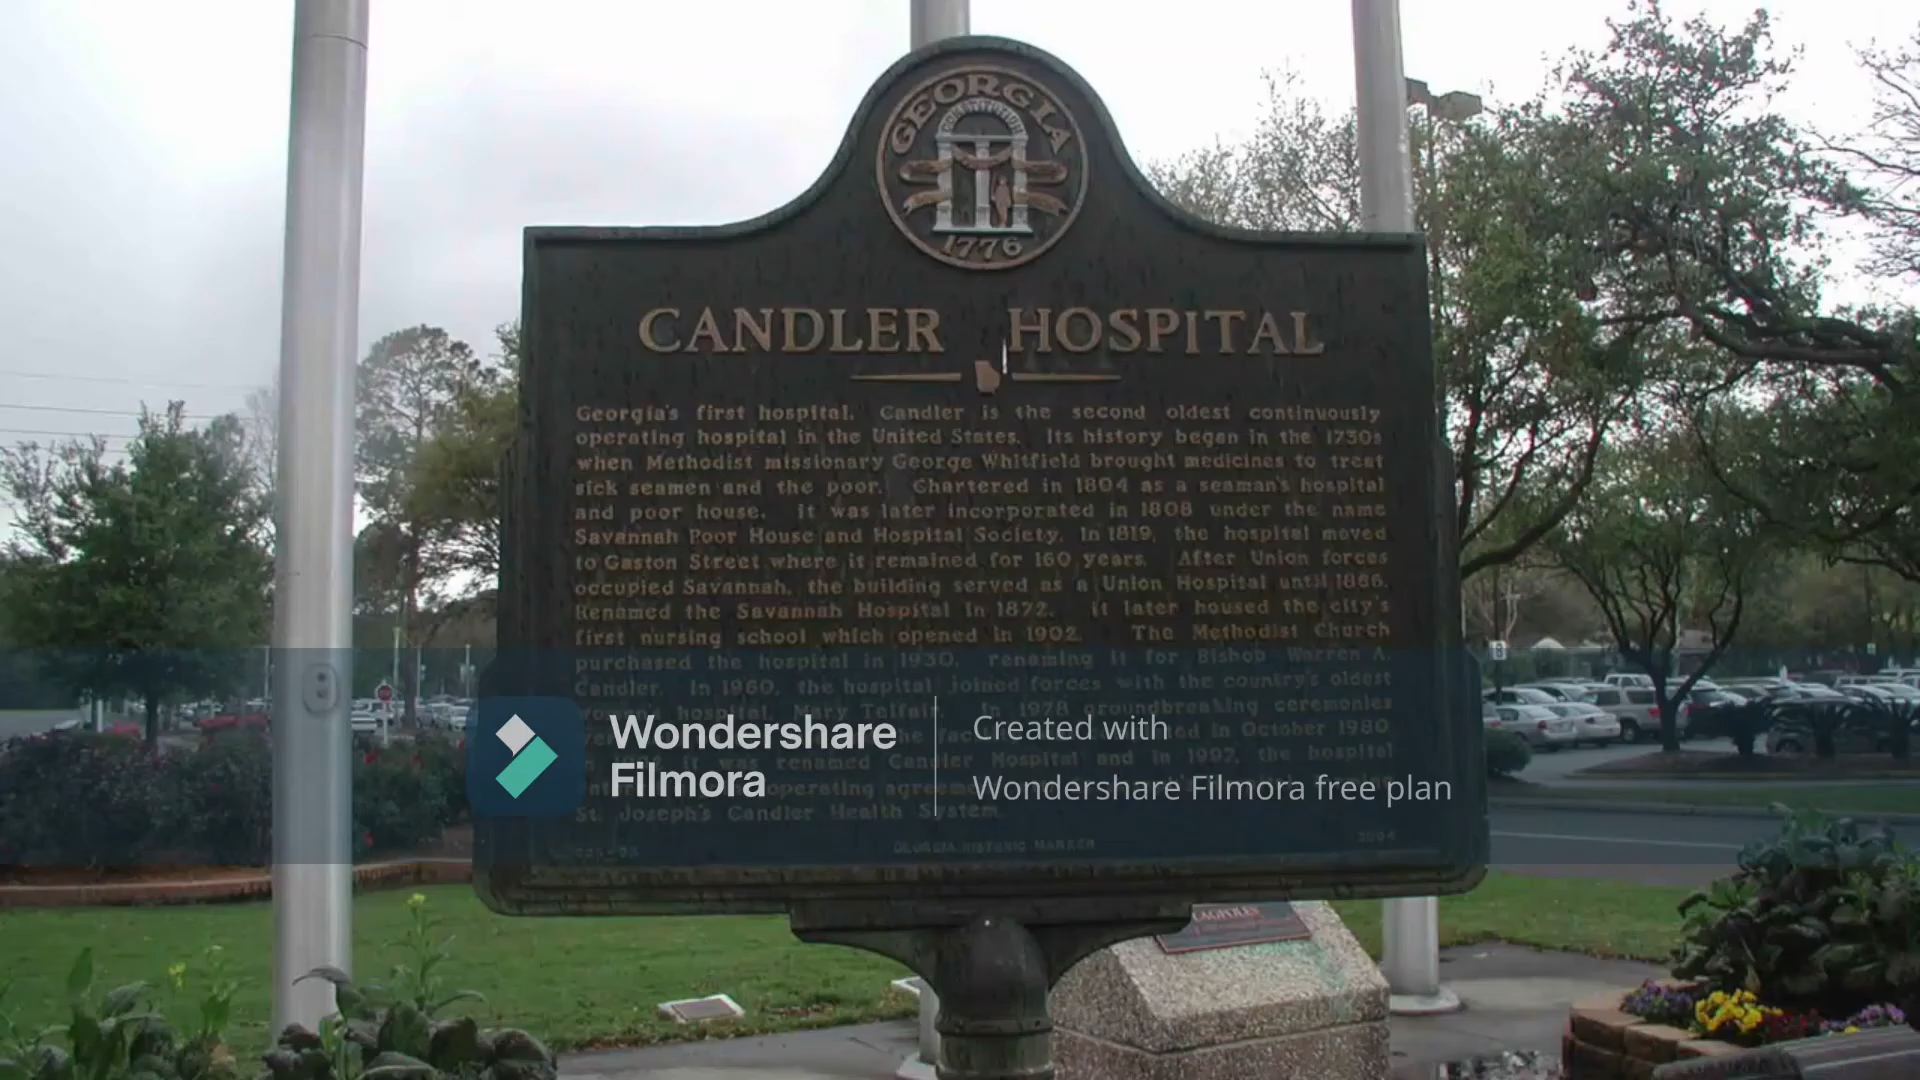 GEORGIA
CONSTITUTION
1776
CANDLER HOSPITAL
Georgia's first hospital, Candler is the second oldest continuously
operating hospital in the United States. Its history began in the 1730s
when Methodist missionary George Whitfield brought medicines to treat
sick seamen and the poor. Chartered in 1804 as a seaman's hospital
and poor house. It was later incorporated in 1808 under the name
Savannah Poor House and Hospital Society. In 1819, the hospital moved
to Gaston Street where it remained for 160 years. After Union forces
occupied Savannah, the building served as a Union Hospital until 1866.
Renamed the Savannah Hospital in 1872, it later housed the city's
first nursing school which opened in 1902. The Methodist Church
purchased the hospital in 1930, renaming it for Bishop Warren A.
Candler. In 1960, the hospital joined forces with the country's oldest
women's hospital, Mary Telfair. In 1978 groundbreaking ceremonies
in October 1980
it was renamed Candler Hospital and in 1997, the hospital
operating
St. Joseph's Candler Health System.
GEORGIA HISTORIC MARKER
Wondershare
Filmora
Created with
Wondershare Filmora free plan